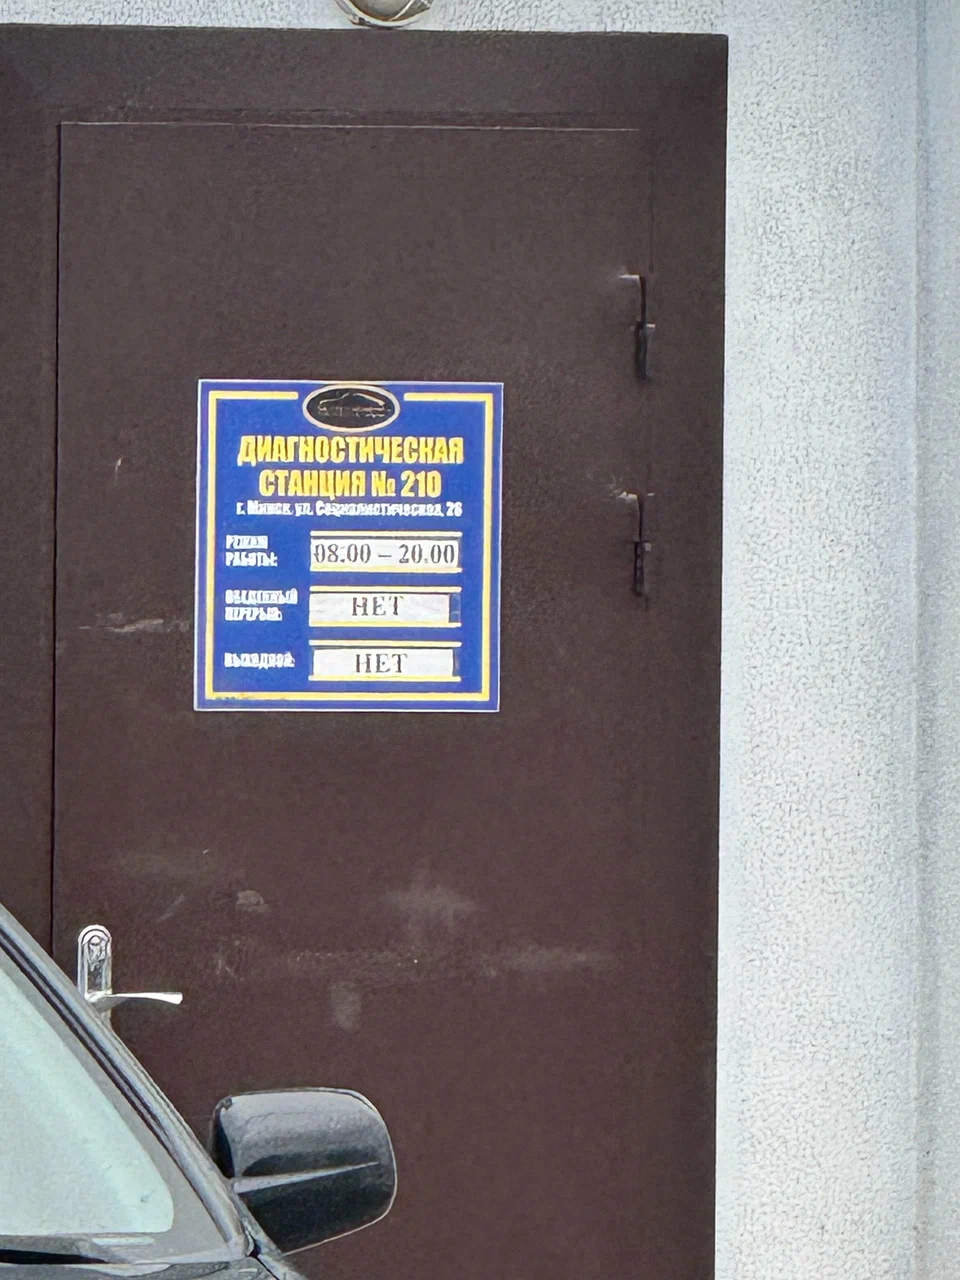 ДИАГНОСТИЧЕСКАЯ
СТАНЦИЯ № 210
г. Минск, ул. Социалистическая, 26
РЕЖИМ
РАБОТЫ:
08.00 – 20.00
ОБЕДЕННЫЙ
ПЕРЕРЫВ:
НЕТ
ВЫХОДНОЙ:
НЕТ